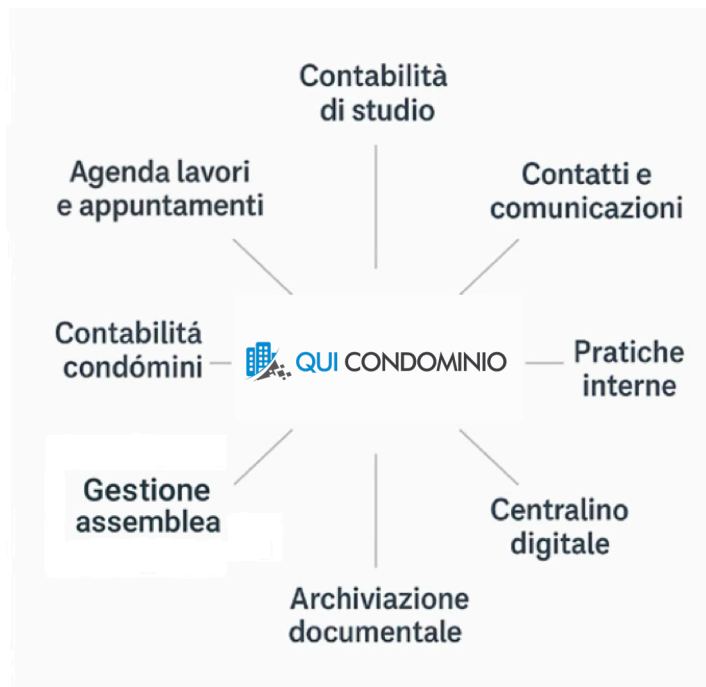 Contabilità
di studio
Agenda lavori
e appuntamenti
Contatti e
comunicazioni
Contabilitá
condómini
QUI CONDOMINIO
Pratiche
interne
Gestione
assemblea
Centralino
digitale
Archiviazione
documentale